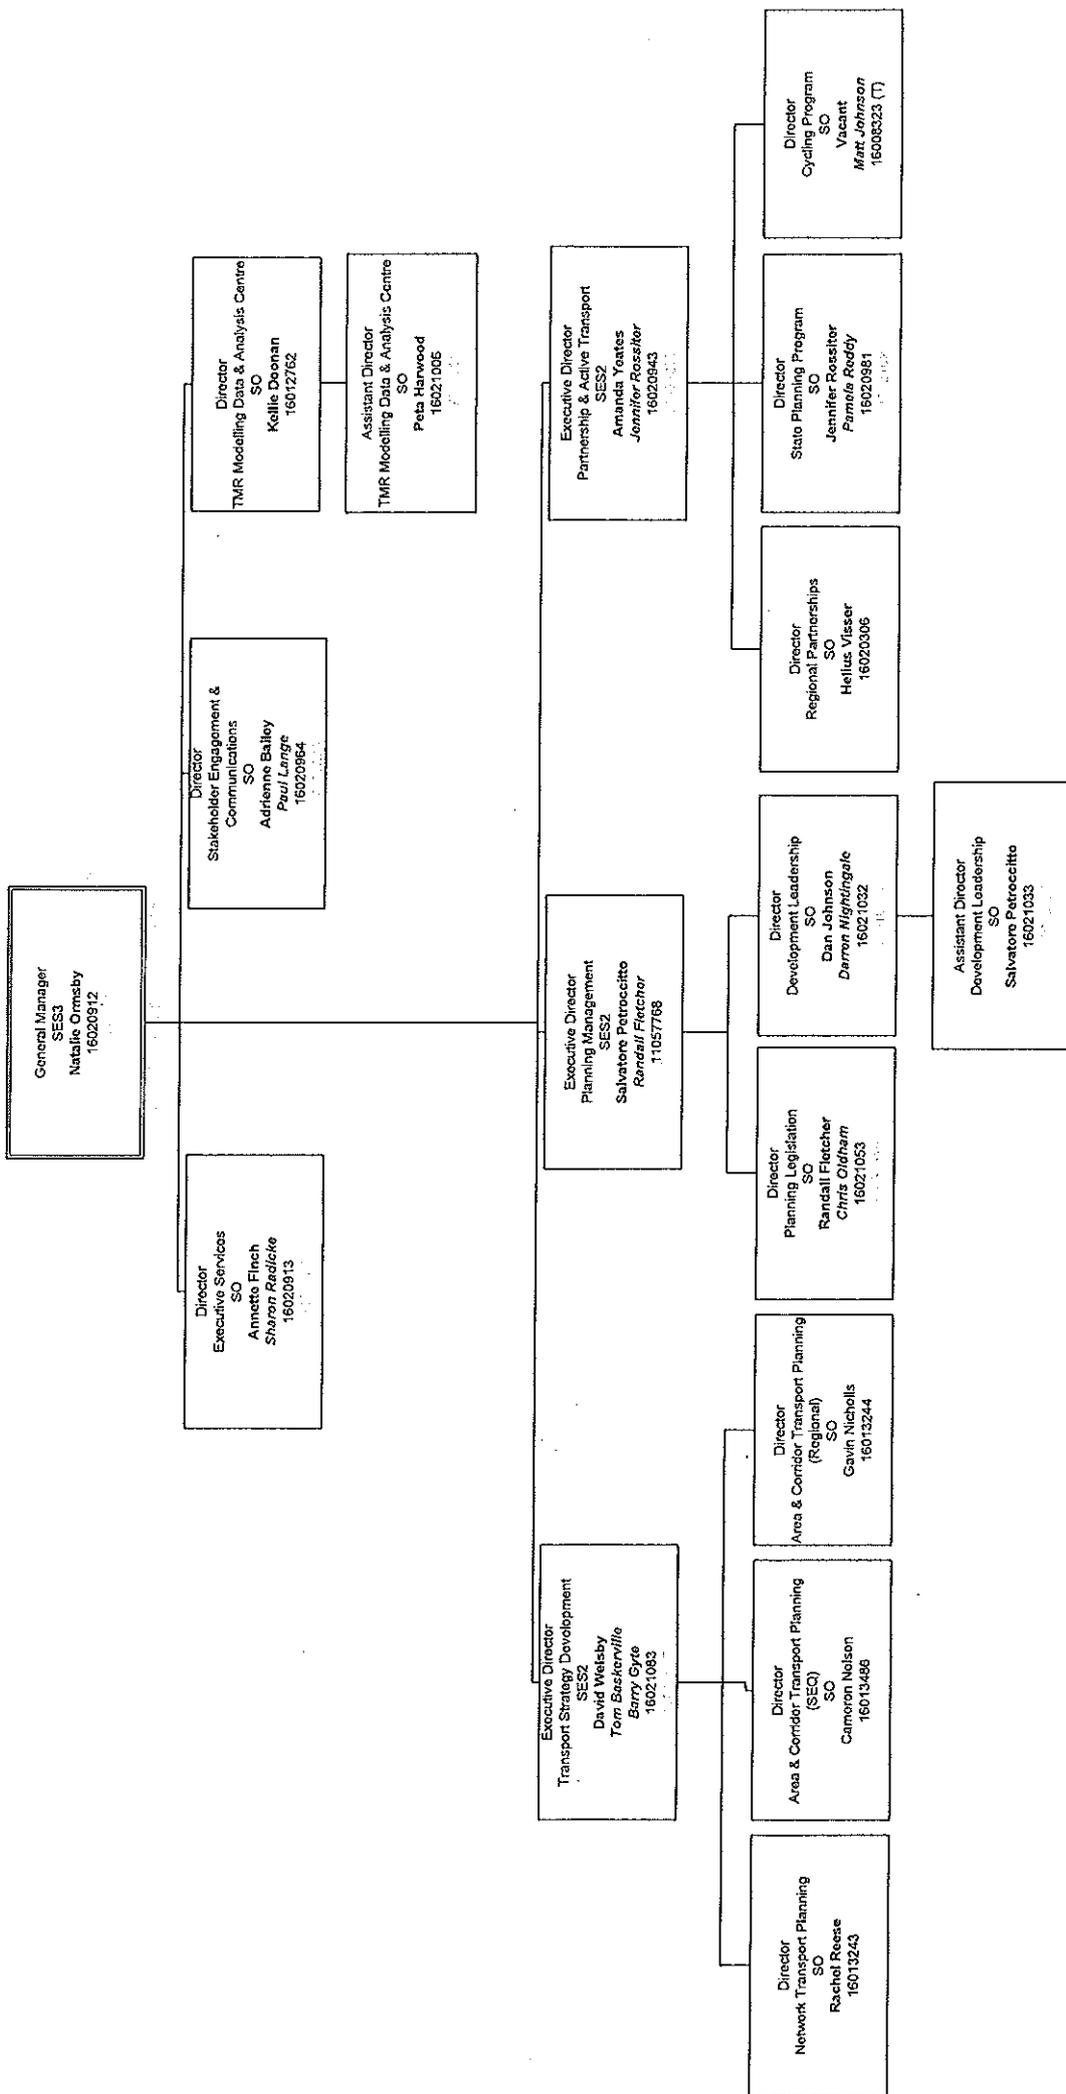 General Manager
SES3
Natalie Ormsby
16020912
Director
Executive Services
SO
Annette Finch
Sharon Radicke
16020913
Director
Stakeholder Engagement &
Communications
SO
Adrienne Bailey
Paul Lange
16020964
Director
TMR Modelling Data & Analysis Centre
SO
Kellie Doonan
16012762
Assistant Director
TMR Modelling Data & Analysis Centre
SO
Peta Harwood
16021005
Executive Director
Transport Strategy Development
SES2
David Welsby
Tom Baskerville
Barry Gyte
16021083
Executive Director
Planning Management
SES2
Salvatore Petroccitto
Randall Fletcher
11057768
Executive Director
Partnership & Active Transport
SES2
Amanda Yeates
Jennifer Rossiter
16020943
Director
Network Transport Planning
SO
Rachel Reese
16013243
Director
Area & Corridor Transport Planning
(SEQ)
SO
Cameron Nelson
16013486
Director
Area & Corridor Transport Planning
(Regional)
SO
Gavin Nicholls
16013244
Director
Planning Legislation
SO
Randall Fletcher
Chris Oldham
16021053
Director
Development Leadership
SO
Dan Johnson
Darron Nightingale
16021032
Director
Regional Partnerships
SO
Hellus Visser
16020306
Director
State Planning Program
SO
Jennifer Rossiter
Pamela Reddy
16020981
Director
Cycling Program
SO
Vacant
Matt Johnson
16008323 (T)
Assistant Director
Development Leadership
SO
Salvatore Petroccitto
16021033